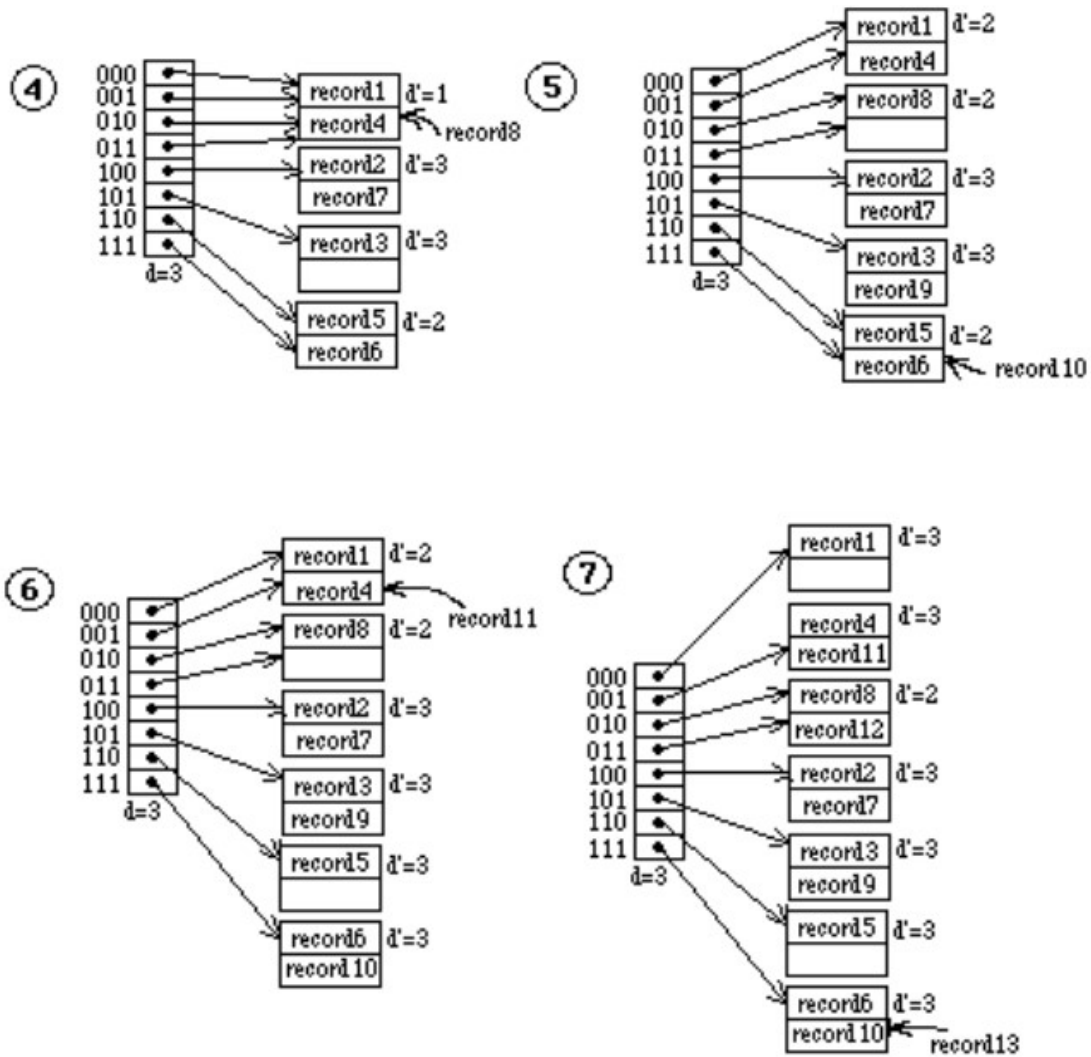 4
000
001
010
011
100
101
110
111
d=3
record1 d'=1
record4
record8
record2 d'=3
record7
record3 d'=3
record5 d'=2
record6
5
000
001
010
011
100
101
110
111
d=3
record1 d'=2
record4
record8 d'=2
record2 d'=3
record7
record3 d'=3
record9
record5 d'=2
record6
record10
6
000
001
010
011
100
101
110
111
d=3
record1 d'=2
record4
record11
record8 d'=2
record2 d'=3
record7
record3 d'=3
record9
record5 d'=3
record6 d'=3
record10
7
000
001
010
011
100
101
110
111
d=3
record1 d'=3
record4 d'=3
record11
record8 d'=2
record12
record2 d'=3
record7
record3 d'=3
record9
record5 d'=3
record6 d'=3
record10
record13